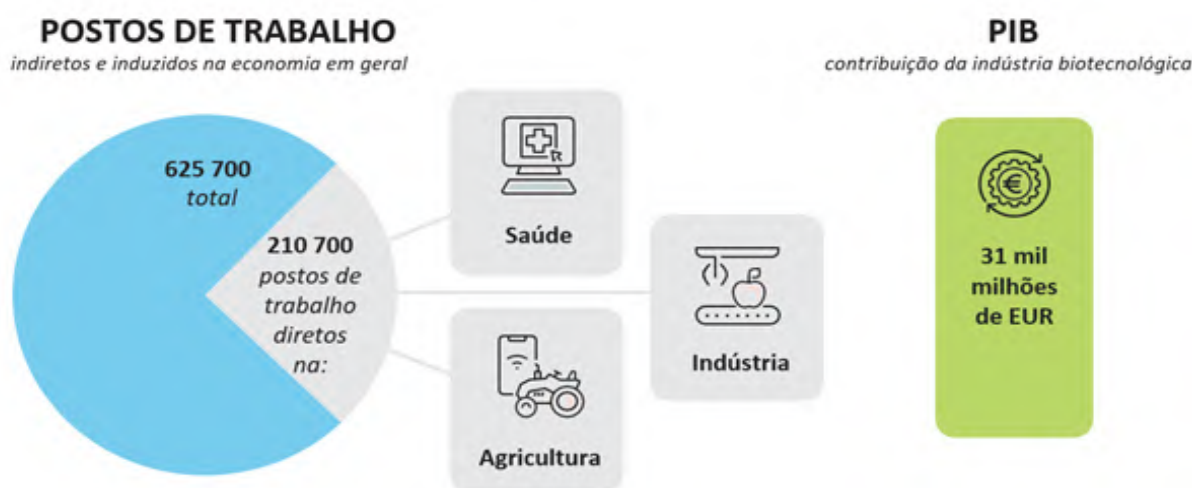 POSTOS DE TRABALHO
indiretos e induzidos na economia em geral
625 700
total
210 700
postos de
trabalho
diretos
na:
Saúde
Indústria
Agricultura
PIB
contribuição da indústria biotecnológica
€
31 mil
milhões
de EUR